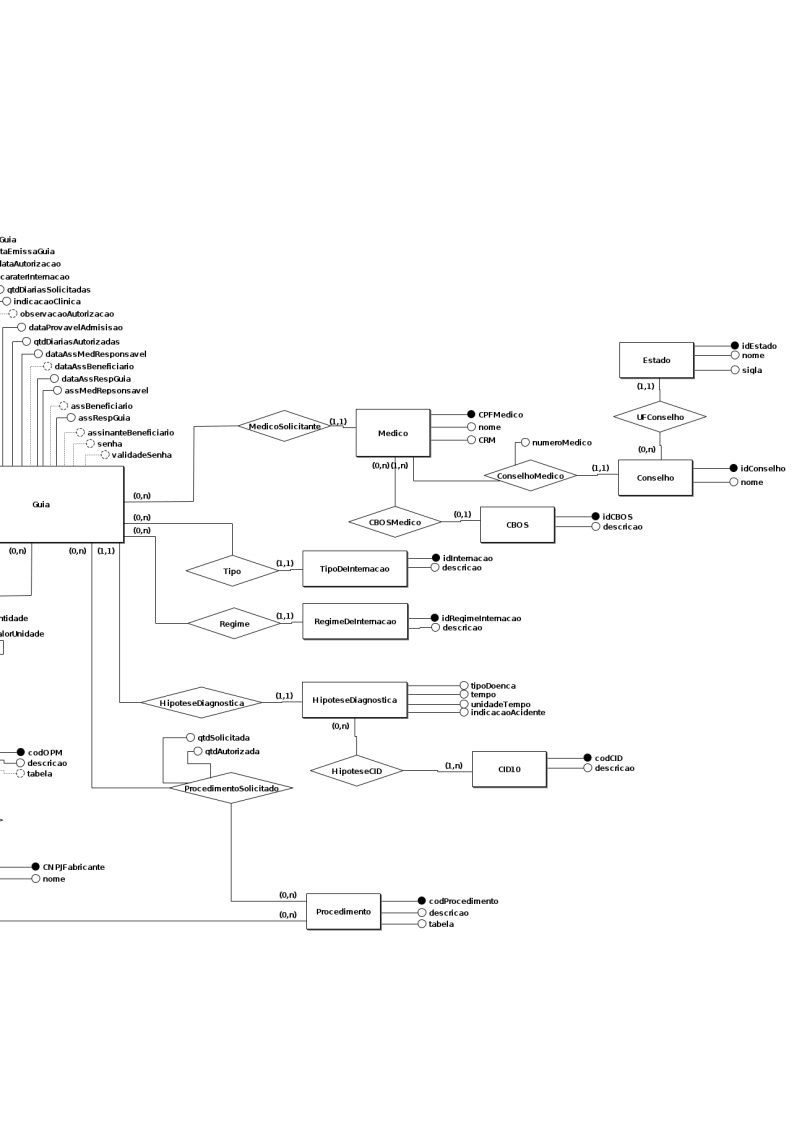 Guia
taEmissaGuia
lataAutorizacao
caraterInternacao
qtdDiariasSolicitadas
indicacaoClinica
observacaoAutorizacao
dataProvavelAdmisisao
qtdDiariasAutorizadas
dataAssMedResponsavel
dataAssBeneficiario
dataAssRespGuia
assMedRepsonsavel
assBeneficiario
assRespGuia
assinanteBeneficiario
senha
validadeSenha
idEstado
nome
sigla
Estado
(1,1)
UFConselho
(0,n)
CPFMedico
nome
CRM
MedicoSolicitante
(1,1)
Medico
(0,n)
(1,n)
numeroMedico
ConselhoMedico
(1,1)
Conselho
idConselho
nome
Guia
(0,n)
(0,n)
(0,n)
CBOSMedico
(0,1)
CBOS
idCBOS
descricao
(0,n)
(0,n)
(1,1)
Tipo
(1,1)
TipoDeInternacao
idInternacao
descricao
Regime
(1,1)
RegimeDeInternacao
idRegimeInternacao
descricao
ntidade
alorUnidade
HipoteseDiagnostica
(1,1)
HipoteseDiagnostica
tipoDoenca
tempo
unidadeTempo
indicacaoAcidente
(0,n)
qtdSolicitada
qtdAutorizada
codOPM
descricao
tabela
HipoteseCID
(1,n)
CID10
codCID
descricao
ProcedimentoSolicitado
CNPJFabricante
nome
(0,n)
(0,n)
Procedimento
codProcedimento
descricao
tabela